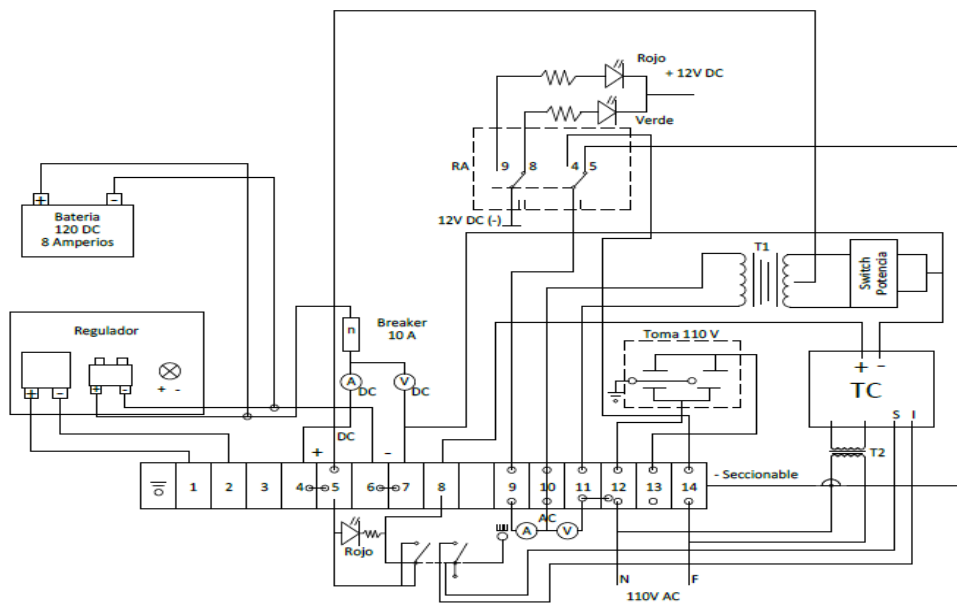 Rojo
+ 12V DC
Verde
RA
9 8 4 5
12V DC (-)
+ -
Bateria
120 DC
8 Amperios
T1
Switch
Potencia
Regulador
+ -
+ -
+ -
n
Breaker
10 A
A
DC
V
DC
DC
Toma 110 V
+ -
TC
S I
T2
+ -
1 2 3 4 5 6 7 8 9 10 11 12 13 14
- Seccionable
AC
A V
Rojo
N F
110V AC